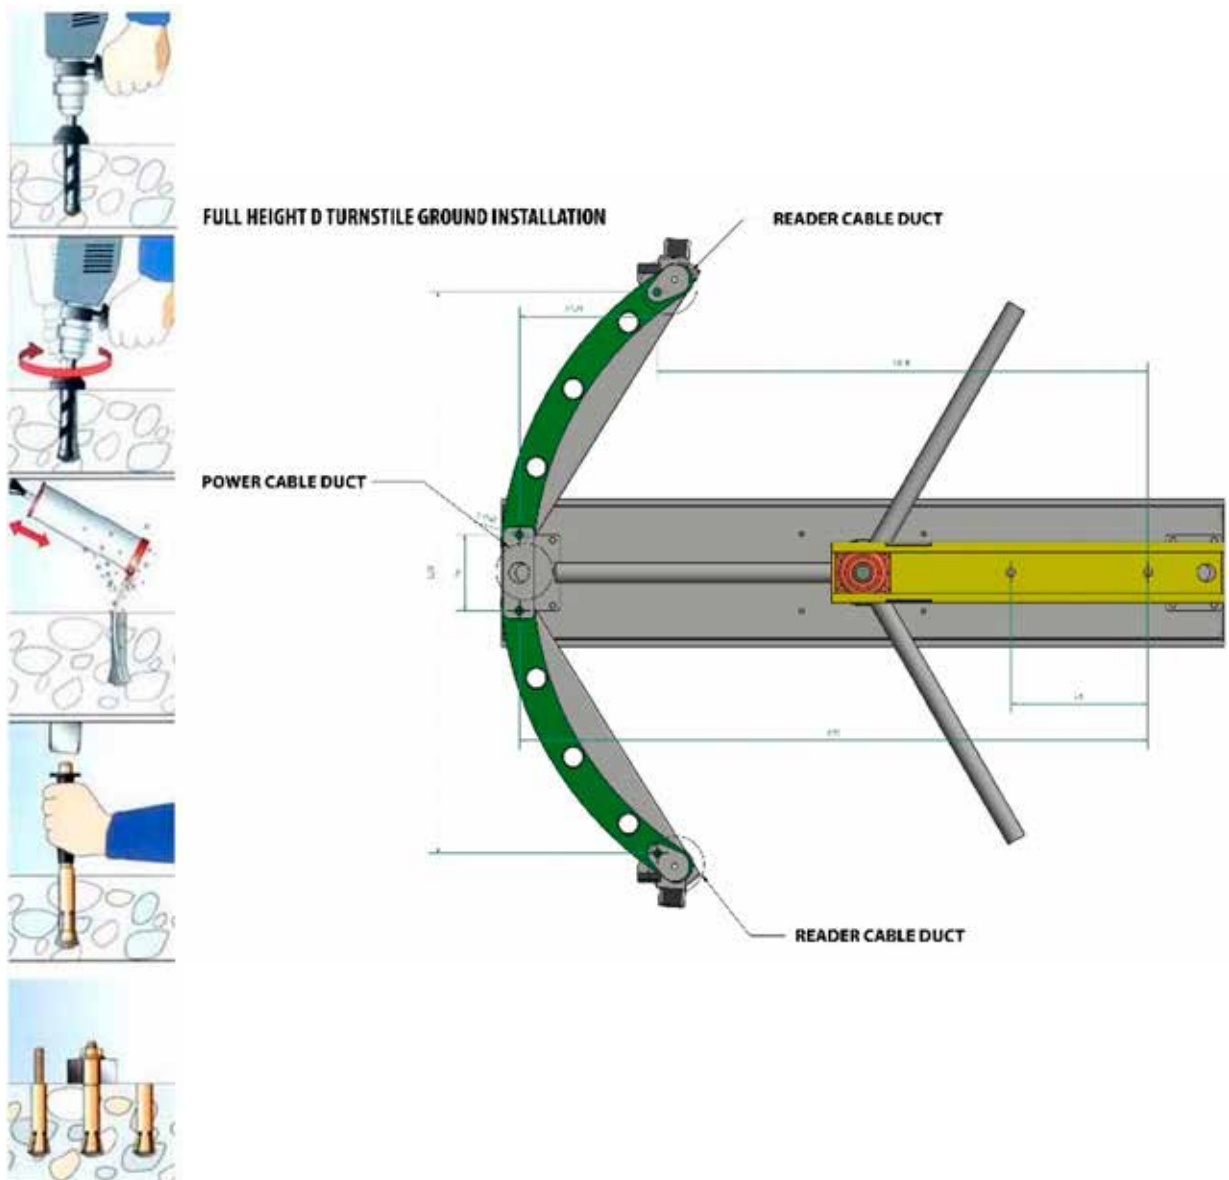 FULL HEIGHT D TURNSTILE GROUND INSTALLATION
READER CABLE DUCT
POWER CABLE DUCT
READER CABLE DUCT